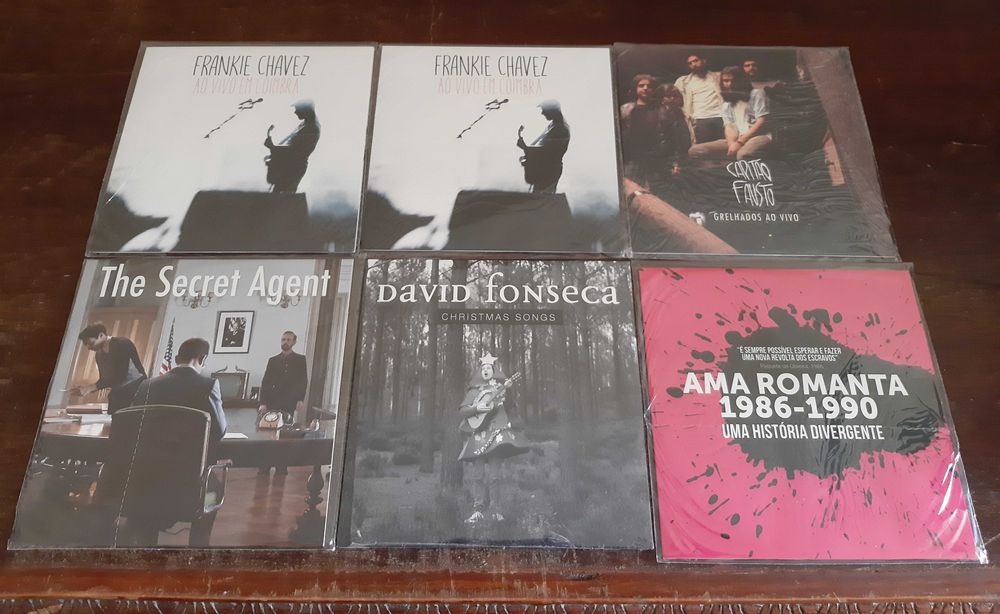 FRANKIE CHAVEZ
AO VIVO EM COIMBRA
FRANKIE CHAVEZ
AO VIVO EM COIMBRA
CAPITÃO
FAUSTO
GRELHADOS AO VIVO
The Secret Agent
DAVID FONSECA
CHRISTMAS SONGS
"É SEMPRE POSSÍVEL ESPERAR E FAZER
UMA NOVA REVOLTA DOS ESCRAVOS"
AMA ROMANTA
1986-1990
UMA HISTÓRIA DIVERGENTE